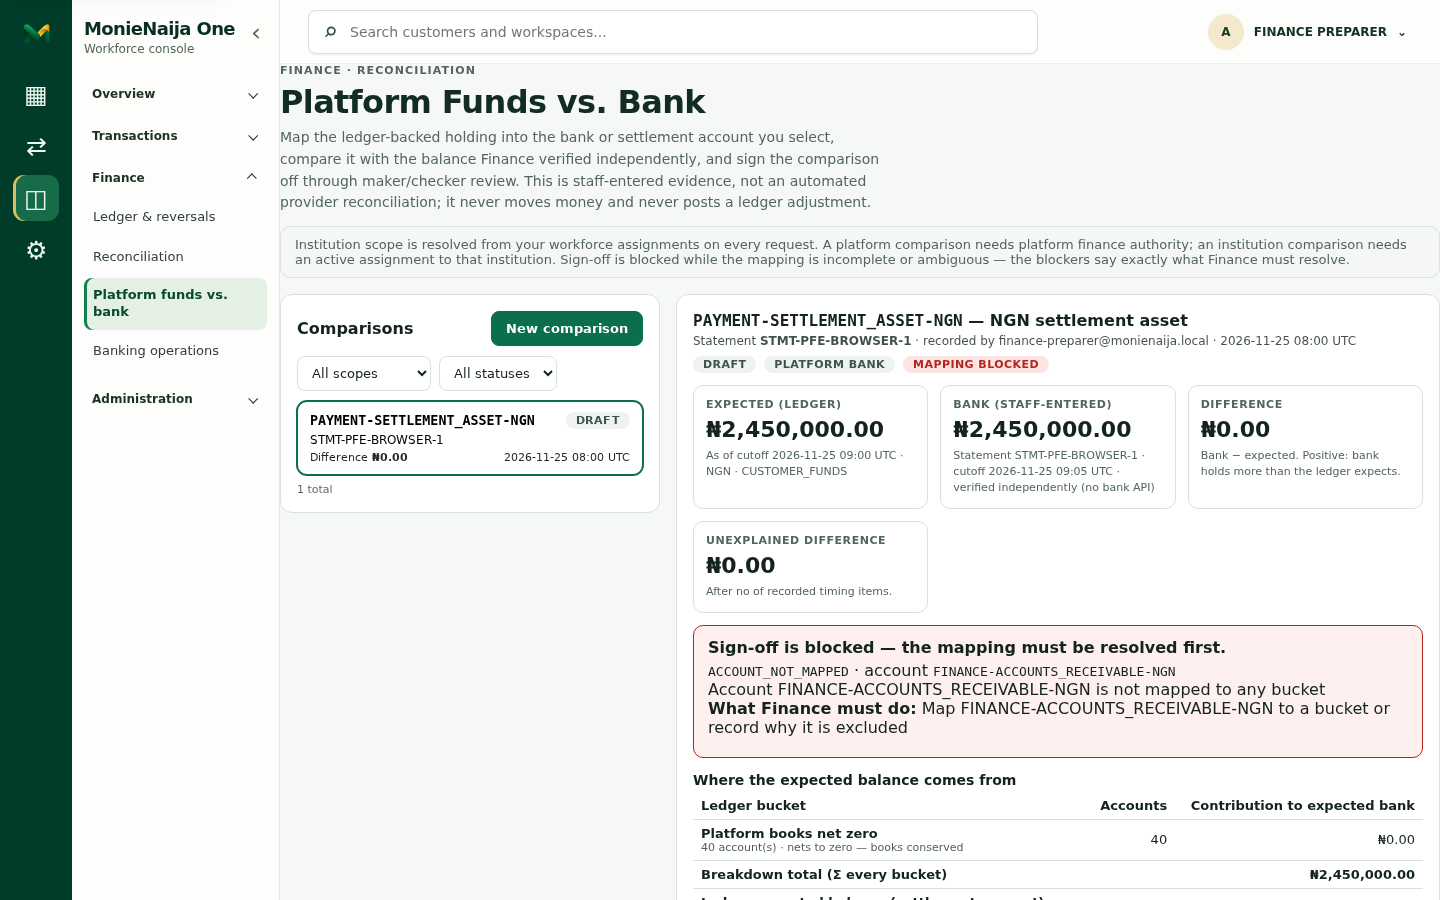 MonieNaija One
Workforce console
Overview
Transactions
Finance
Ledger & reversals
Reconciliation
Platform funds vs.
bank
Banking operations
Administration
Search customers and workspaces...
A
FINANCE PREPARER
FINANCE · RECONCILIATION
Platform Funds vs. Bank
Map the ledger-backed holding into the bank or settlement account you select,
compare it with the balance Finance verified independently, and sign the comparison
off through maker/checker review. This is staff-entered evidence, not an automated
provider reconciliation; it never moves money and never posts a ledger adjustment.
Institution scope is resolved from your workforce assignments on every request. A platform comparison needs platform finance authority; an institution comparison needs
an active assignment to that institution. Sign-off is blocked while the mapping is incomplete or ambiguous — the blockers say exactly what Finance must resolve.
Comparisons
New comparison
All scopes
All statuses
PAYMENT-SETTLEMENT_ASSET-NGN
DRAFT
STMT-PFE-BROWSER-1
Difference ₦0.00
2026-11-25 08:00 UTC
1 total
PAYMENT-SETTLEMENT_ASSET-NGN — NGN settlement asset
Statement STMT-PFE-BROWSER-1 · recorded by finance-preparer@monienaija.local · 2026-11-25 08:00 UTC
DRAFT
PLATFORM BANK
MAPPING BLOCKED
EXPECTED (LEDGER)
₦2,450,000.00
As of cutoff 2026-11-25 09:00 UTC ·
NGN · CUSTOMER_FUNDS
BANK (STAFF-ENTERED)
₦2,450,000.00
Statement STMT-PFE-BROWSER-1 ·
cutoff 2026-11-25 09:05 UTC ·
verified independently (no bank API)
DIFFERENCE
₦0.00
Bank − expected. Positive: bank
holds more than the ledger expects.
UNEXPLAINED DIFFERENCE
₦0.00
After no of recorded timing items.
Sign-off is blocked — the mapping must be resolved first.
ACCOUNT_NOT_MAPPED · account FINANCE-ACCOUNTS_RECEIVABLE-NGN
Account FINANCE-ACCOUNTS_RECEIVABLE-NGN is not mapped to any bucket
What Finance must do: Map FINANCE-ACCOUNTS_RECEIVABLE-NGN to a bucket or
record why it is excluded
Where the expected balance comes from
Ledger bucket
Accounts
Contribution to expected bank
Platform books net zero
40 account(s) · nets to zero — books conserved
40
₦0.00
Breakdown total (Σ every bucket)
₦2,450,000.00